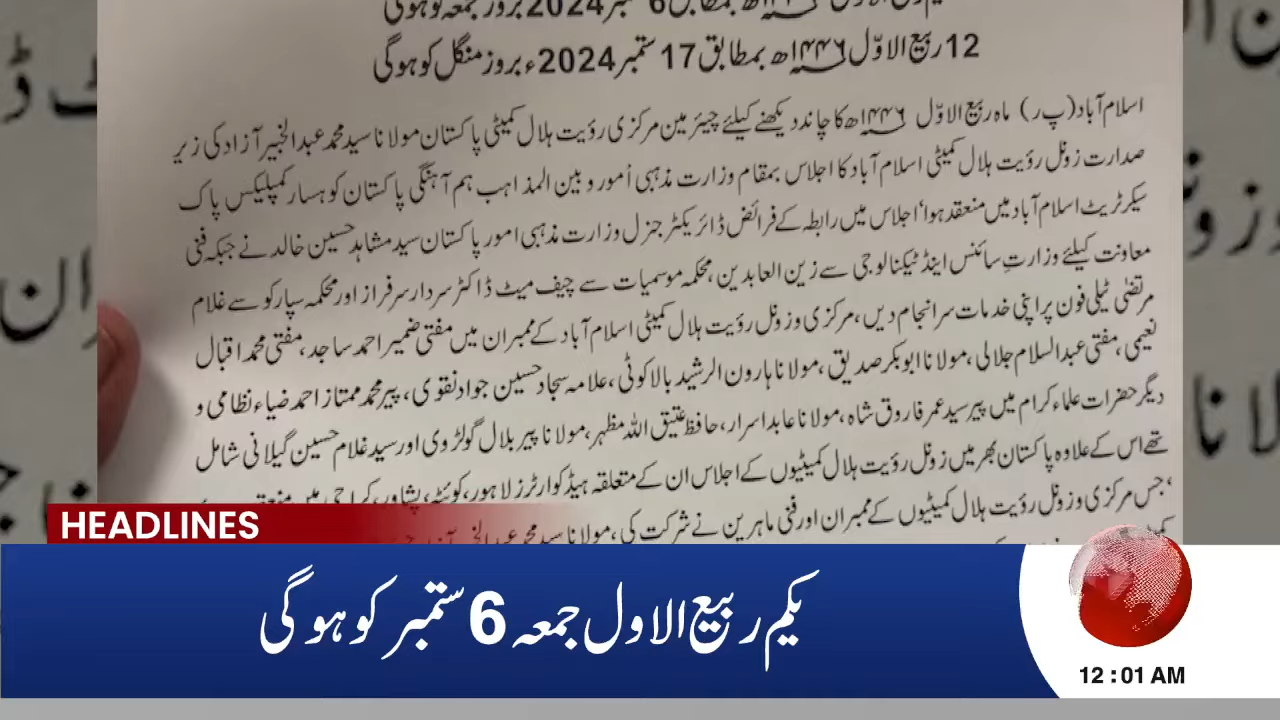 6 ستمبر 2024ء بروز جمعہ کو ہوگی
12 ربیع الاوّل ۱۴۴۶ھ بمطابق 17 ستمبر 2024ء بروز منگل کو ہوگی
اسلام آباد (پ ر) ماہ ربیع الاوّل ۱۴۴۶ھ کا چاند دیکھنے کیلئے چیئرمین مرکزی رؤیت ہلال کمیٹی پاکستان مولانا سید محمد عبدالخبیر آزاد کی زیر
صدارت زونل رؤیت ہلال کمیٹی اسلام آباد کا اجلاس بمقام وزارت مذہبی اُمور و بین المذاہب ہم آہنگی پاکستان کوہسار کمپلیکس پاک
سیکرٹریٹ اسلام آباد میں منعقد ہوا، اجلاس میں رابطہ کے فرائض ڈائریکٹر جنرل وزارت مذہبی امور پاکستان سید مشاہد حسین خالد نے جبکہ فنی
معاونت کیلئے وزارتِ سائنس اینڈ ٹیکنالوجی سے زین العابدین، محکمہ موسمیات سے چیف میٹ ڈاکٹر سردار سرفراز اور محکمہ سپارکو سے غلام
مرتضیٰ ٹیلی فون پر اپنی خدمات سرانجام دیں، مرکزی و زونل رؤیت ہلال کمیٹی اسلام آباد کے ممبران میں مفتی ضمیر احمد ساجد، مفتی محمد اقبال
نعیمی، مفتی عبدالسلام جلالی، مولانا ابوبکر صدیق، مولانا ہارون الرشید بالاکوٹی، علامہ سجاد حسین جواد نقوی، پیر محمد ممتاز احمد ضیاء نظامی و
دیگر حضرات علماء کرام میں پیر سید عمر فاروق شاہ، مولانا عابد اسرار، حافظ عتیق اللہ مظہر، مولانا پیر بلال گولڑوی اور سید غلام حسین گیلانی شامل
تھے اس کے علاوہ پاکستان بھر میں زونل رؤیت ہلال کمیٹیوں کے اجلاس ان کے متعلقہ ہیڈ کوارٹرز لاہور، کوئٹہ، پشاور، کراچی میں
جس مرکزی و زونل رؤیت ہلال کمیٹیوں کے ممبران اور فنی ماہرین نے شرکت کی، مولانا سید محمد
HEADLINES
یکم ربیع الاول جمعہ 6 ستمبر کو ہوگی
12:01 AM